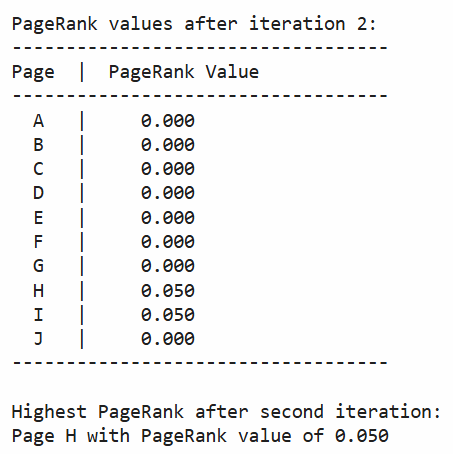 PageRank values after iteration 2:
-----------------------------------
Page  |  PageRank Value
-----------------------------------
  A   |     0.000
  B   |     0.000
  C   |     0.000
  D   |     0.000
  E   |     0.000
  F   |     0.000
  G   |     0.000
  H   |     0.050
  I   |     0.050
  J   |     0.000
-----------------------------------

Highest PageRank after second iteration:
Page H with PageRank value of 0.050